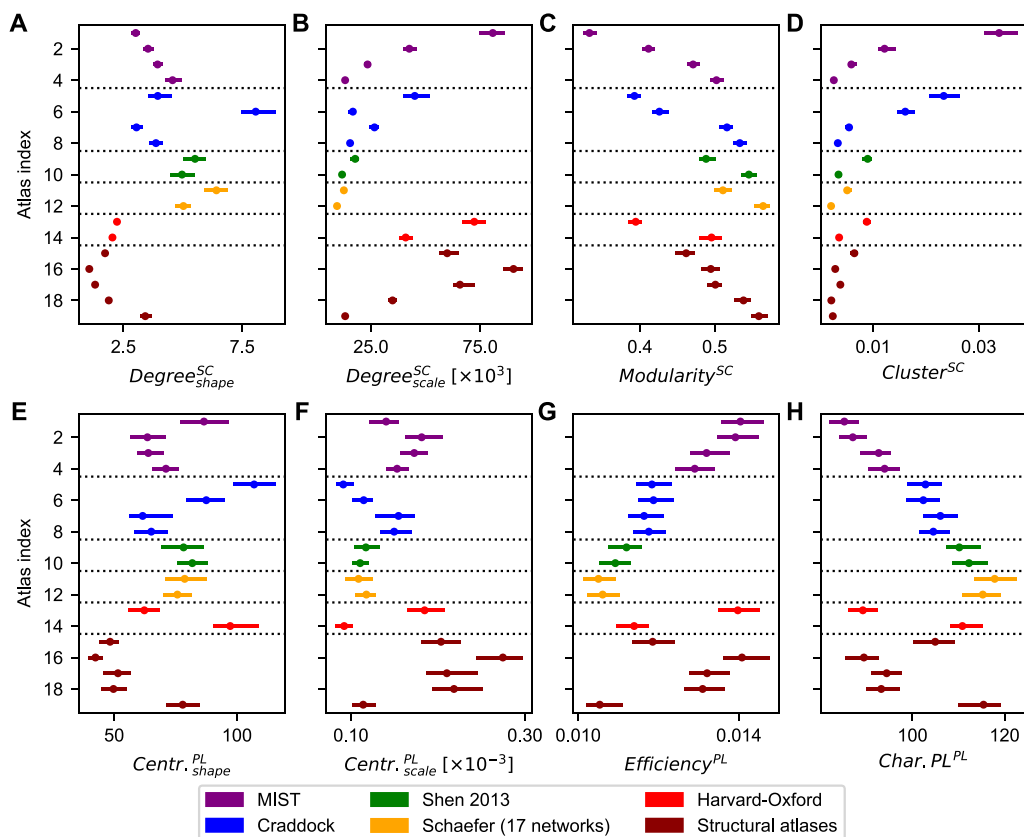 A B C D
2
4
6
8
10
12
14
16
18
Atlas index
2.5 7.5 25.0 75.0 0.4 0.5 0.01 0.03
Degree^SC_shape Degree^SC_scale [×10³] Modularity^SC Cluster^SC
E F G H
2
4
6
8
10
12
14
16
18
Atlas index
50 100 0.10 0.30 0.010 0.014 100 120
Centr.^PL_shape Centr.^PL_scale [×10⁻³] Efficiency^PL Char. PL^PL
MIST Shen 2013 Harvard-Oxford
Craddock Schaefer (17 networks) Structural atlases